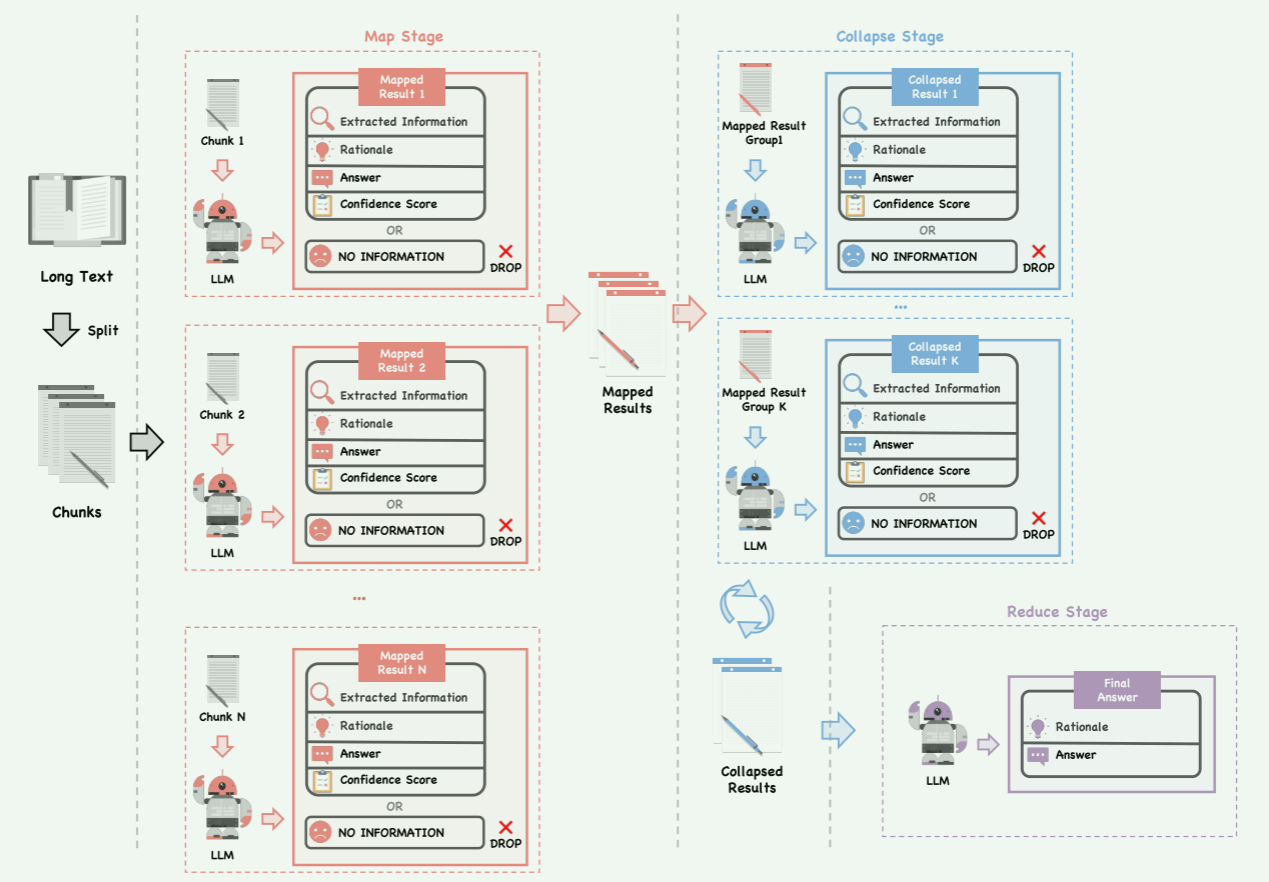 Long Text
Split
Chunks
Map Stage
Chunk 1
LLM
Mapped
Result 1
Extracted Information
Rationale
Answer
Confidence Score
OR
NO INFORMATION
DROP
Chunk 2
LLM
Mapped
Result 2
Extracted Information
Rationale
Answer
Confidence Score
OR
NO INFORMATION
DROP
...
Chunk N
LLM
Mapped
Result N
Extracted Information
Rationale
Answer
Confidence Score
OR
NO INFORMATION
DROP
Mapped
Results
Collapse Stage
Mapped Result
Group1
LLM
Collapsed
Result 1
Extracted Information
Rationale
Answer
Confidence Score
OR
NO INFORMATION
DROP
...
Mapped Result
Group K
LLM
Collapsed
Result K
Extracted Information
Rationale
Answer
Confidence Score
OR
NO INFORMATION
DROP
Collapsed
Results
Reduce Stage
LLM
Final
Answer
Rationale
Answer